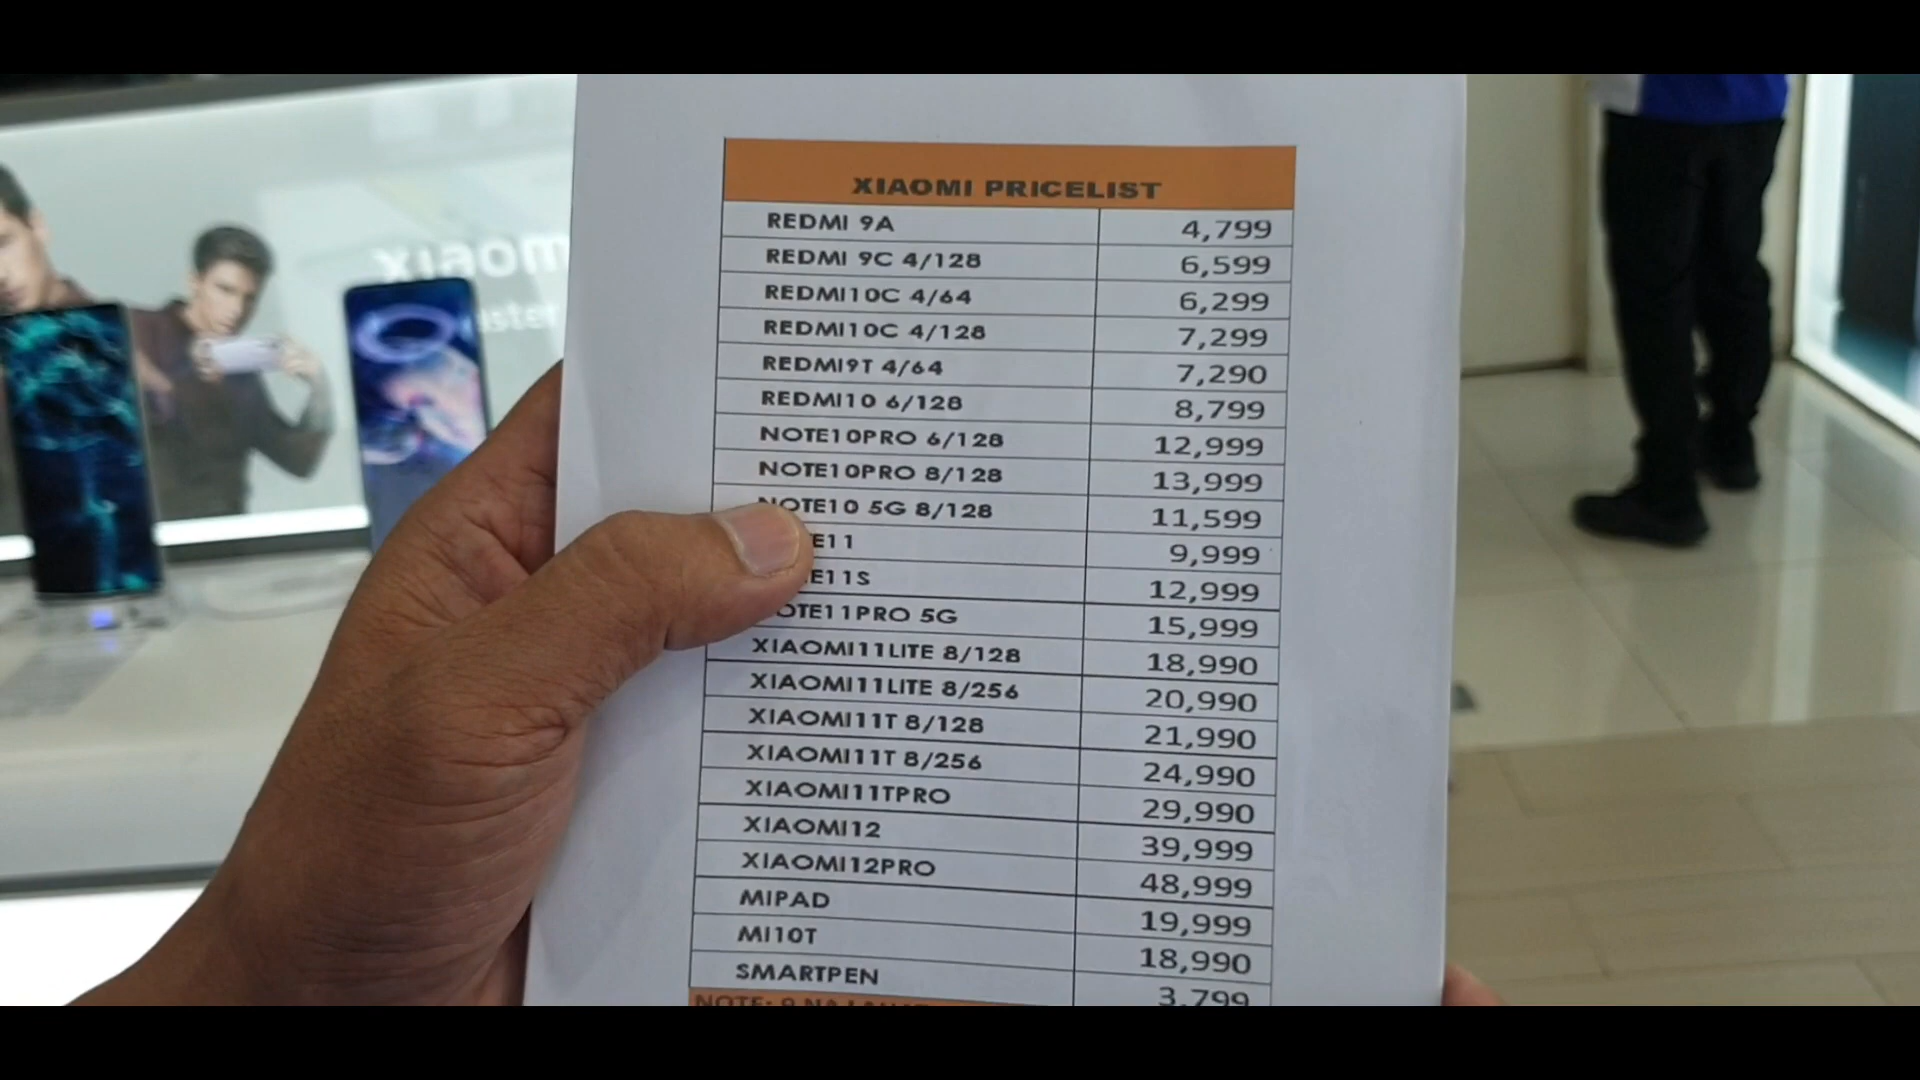 xiaom
XIAOMI PRICELIST
REDMI 9A 4,799
REDMI 9C 4/128 6,599
REDMI10C 4/64 6,299
REDMI10C 4/128 7,299
REDMI9T 4/64 7,290
REDMI10 6/128 8,799
NOTE10PRO 6/128 12,999
NOTE10PRO 8/128 13,999
NOTE10 5G 8/128 11,599
E11 9,999
E11S 12,999
OTE11PRO 5G 15,999
XIAOMI11LITE 8/128 18,990
XIAOMI11LITE 8/256 20,990
XIAOMI11T 8/128 21,990
XIAOMI11T 8/256 24,990
XIAOMI11TPRO 29,990
XIAOMI12 39,999
XIAOMI12PRO 48,999
MIPAD 19,999
MI10T 18,990
SMARTPEN 3,799
NOTE: